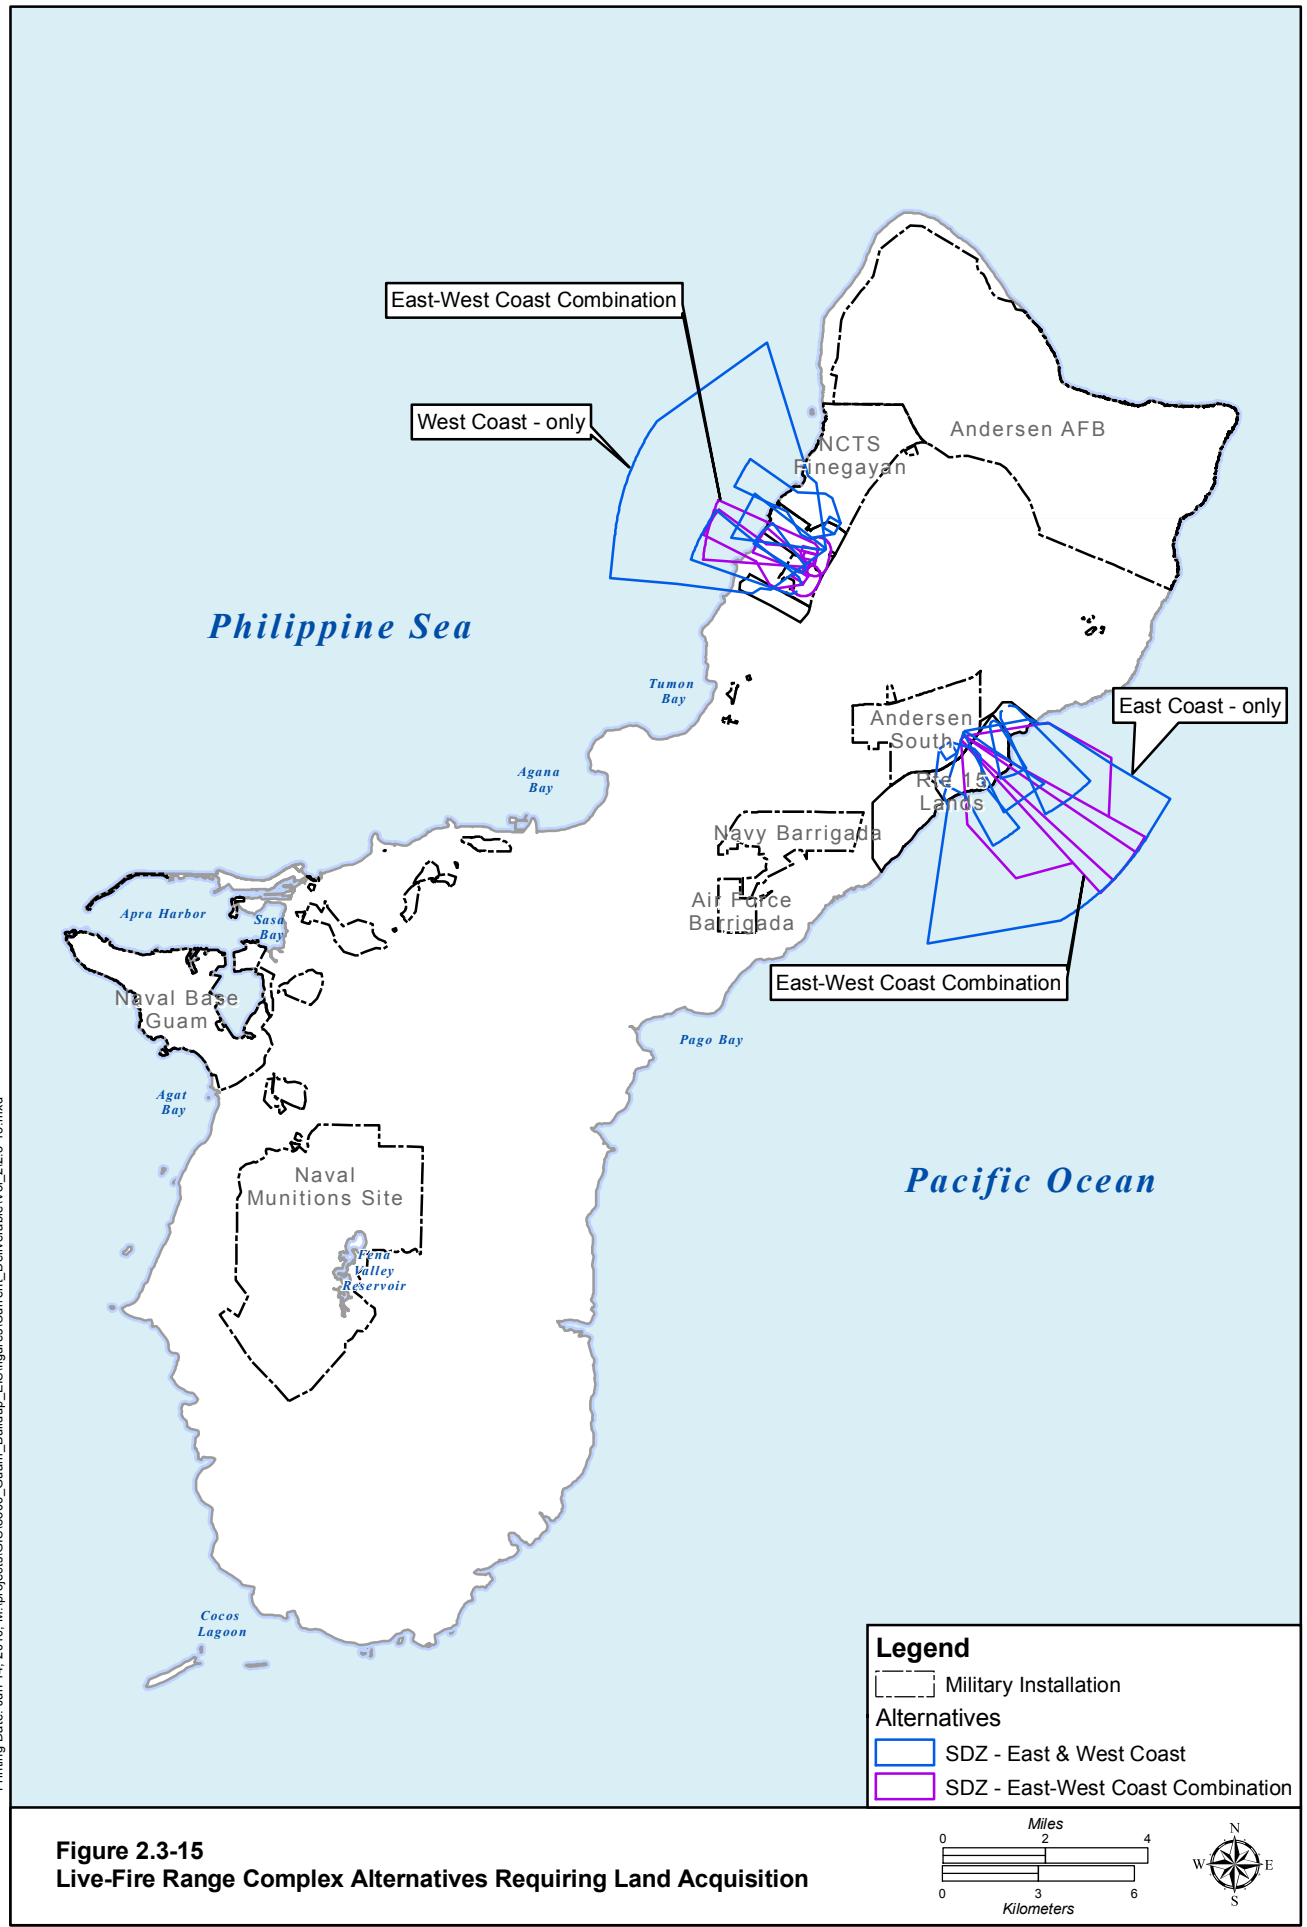 East-West Coast Combination
West Coast - only
NCTS
Finegayan
Andersen AFB
Philippine Sea
Tumon
Bay
Andersen
South
East Coast - only
Rte 15
Lands
Agana
Bay
Navy Barrigada
Air Force
Barrigada
Apra Harbor
Sasa
Bay
East-West Coast Combination
Naval Base
Guam
Pago Bay
Agat
Bay
Pacific Ocean
Naval
Munitions Site
Fena
Valley
Reservoir
Cocos
Lagoon
Legend
Military Installation
Alternatives
SDZ - East & West Coast
SDZ - East-West Coast Combination
Figure 2.3-15
Live-Fire Range Complex Alternatives Requiring Land Acquisition
Miles
0 2 4
0 3 6
Kilometers
N
W E
S